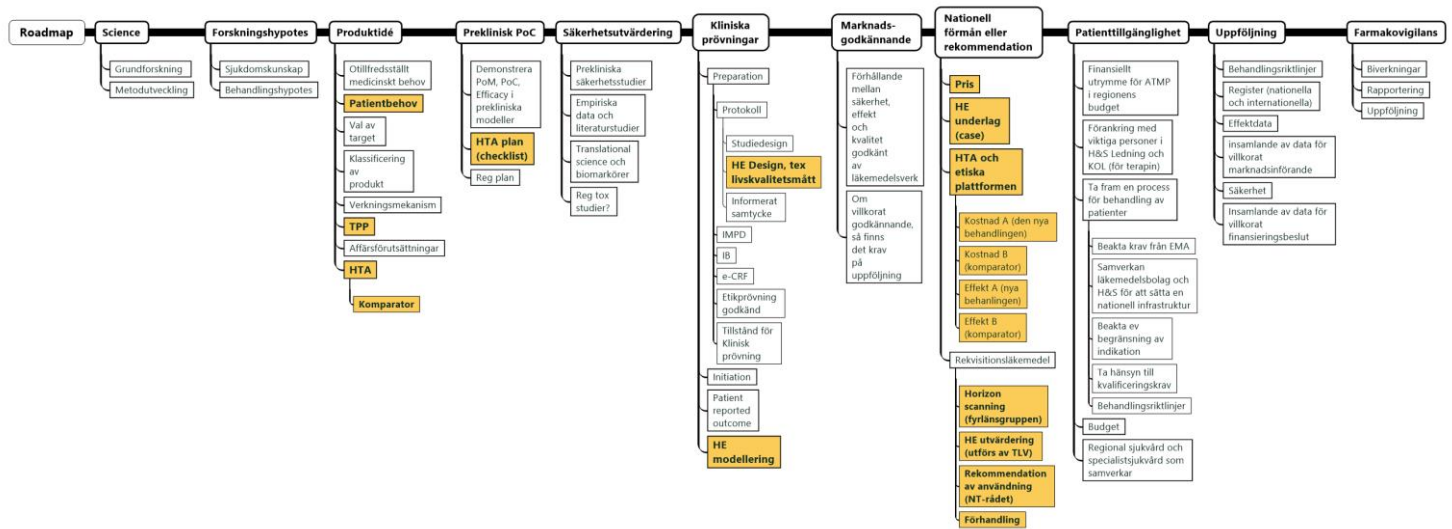 Roadmap
Science
Grundforskning
Metodutveckling
Forskningshypotes
Sjukdomskunskap
Behandlingshypotes
Produktidé
Otillfredsställt
medicinskt behov
Patientbehov
Val av
target
Klassificering
av
produkt
Verkningsmekanism
TPP
Affärsförutsättningar
HTA
Komparator
Preklinisk PoC
Demonstrera
PoM, PoC,
Efficacy i
prekliniska
modeller
HTA plan
(checklist)
Reg plan
Säkerhetsutvärdering
Prekliniska
säkerhetsstudier
Empiriska
data och
literaturstudier
Translational
science och
biomarkörer
Reg tox
studier?
Kliniska
prövningar
Preparation
Protokoll
Studiedesign
HE Design, tex
livskvalitetsmått
Informerat
samtycke
IMPD
IB
e-CRF
Etikprövning
godkänd
Tillstånd för
Klinisk
prövning
Initiation
Patient
reported
outcome
HE
modellering
Marknads-
godkännande
Förhållande
mellan
säkerhet,
effekt
och
kvalitet
godkänt
av
läkemedelsverk
Om
villkorat
godkännande,
så finns
det krav
på
uppföljning
Nationell
förmån eller
rekommendation
Pris
HE
underlag
(case)
HTA och
etiska
plattformen
Kostnad A (den nya
behandlingen)
Kostnad B
(komparator)
Effekt A (nya
behanlingen)
Effekt B
(komparator)
Rekvisitionsläkemedel
Horizon
scanning
(fyrlänsgruppen)
HE utvärdering
(utförs av TLV)
Rekommendation
av användning
(NT-rådet)
Förhandling
Patienttillgänglighet
Finansiellt
utrymme för ATMP
i regionens
budget
Förankring med
viktiga personer i
H&S Ledning och
KOL (för terapin)
Ta fram en process
för behandling av
patienter
Beakta krav från EMA
Samverkan
läkemedelsbolag och
H&S för att sätta en
nationell infrastruktur
Beakta ev
begränsning av
indikation
Ta hänsyn till
kvalificeringskrav
Behandlingsriktlinjer
Budget
Regional sjukvård och
specialistsjukvård som
samverkar
Uppföljning
Behandlingsriktlinjer
Register (nationella
och internationella)
Effektdata
insamlande av data för
villkorat
marknadsinförande
Säkerhet
Insamlande av data för
villkorat
finansieringsbeslut
Farmakovigilans
Biverkningar
Rapportering
Uppföljning